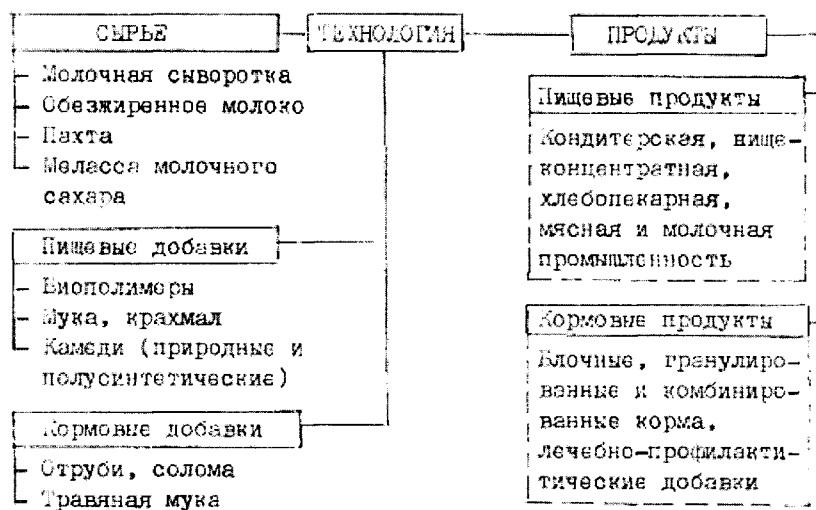 СЫРЬЕ
ТЕХНОЛОГИЯ
ПРОДУКТЫ
Молочная сыворотка
Обезжиренное молоко
Пахта
Меласса молочного
сахара
Пищевые добавки
Биополимеры
Мука, крахмал
Камеди (природные и
полусинтетические)
Кормовые добавки
Отруби, солома
Травяная мука
Пищевые продукты
Кондитерская, пище-
концентратная,
хлебопекарная,
мясная и молочная
промышленность
Кормовые продукты
Блочные, гранулиро-
ванные и комбиниро-
ванные корма,
лечебно-профилакти-
тические добавки